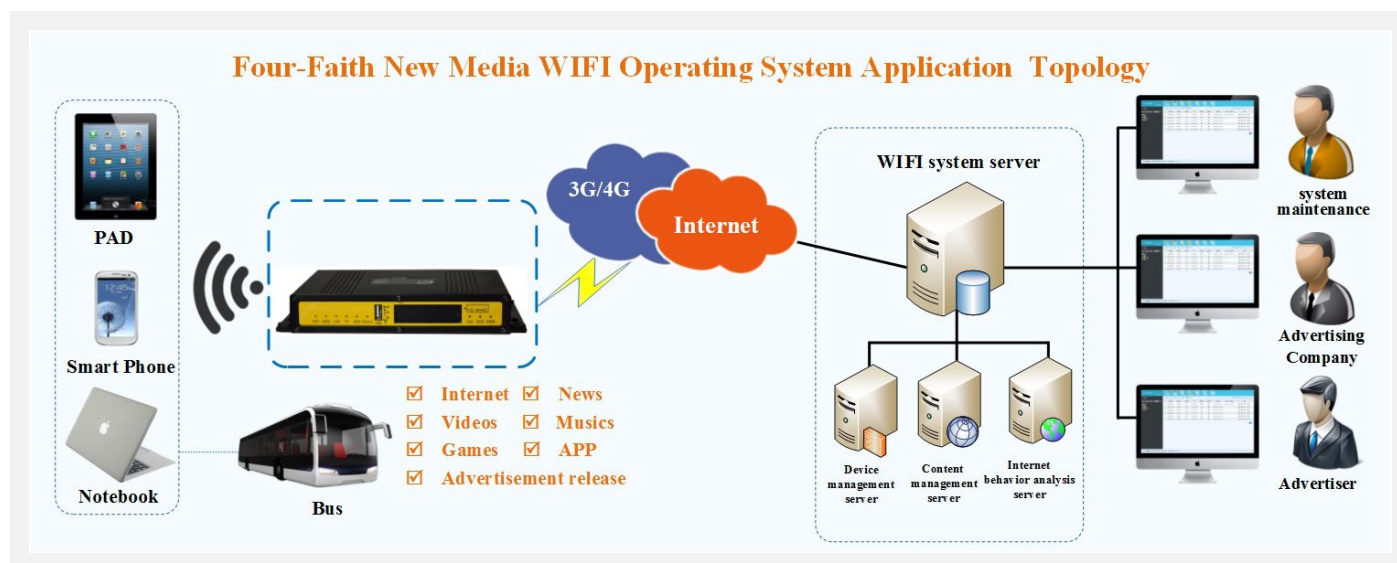 Four-Faith New Media WIFI Operating System Application Topology
PAD
Smart Phone
Notebook
Bus
Internet
News
Videos
Musics
Games
APP
Advertisement release
3G/4G
Internet
WIFI system server
Device
management
server
Content
management
server
Internet
behavior analysis
server
system
maintenance
Advertising
Company
Advertiser